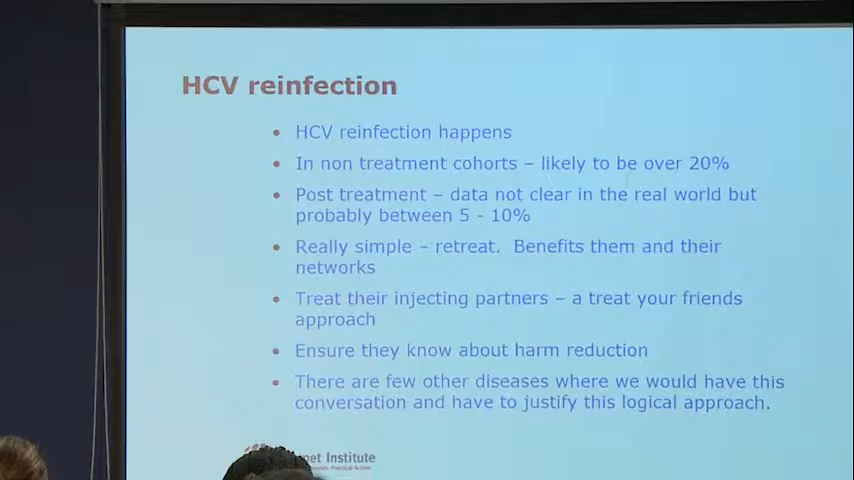 HCV reinfection
• HCV reinfection happens
• In non treatment cohorts – likely to be over 20%
• Post treatment – data not clear in the real world but
probably between 5 - 10%
• Really simple – retreat. Benefits them and their
networks
• Treat their injecting partners – a treat your friends
approach
• Ensure they know about harm reduction
• There are few other diseases where we would have this
conversation and have to justify this logical approach.
Institute
Practical Action